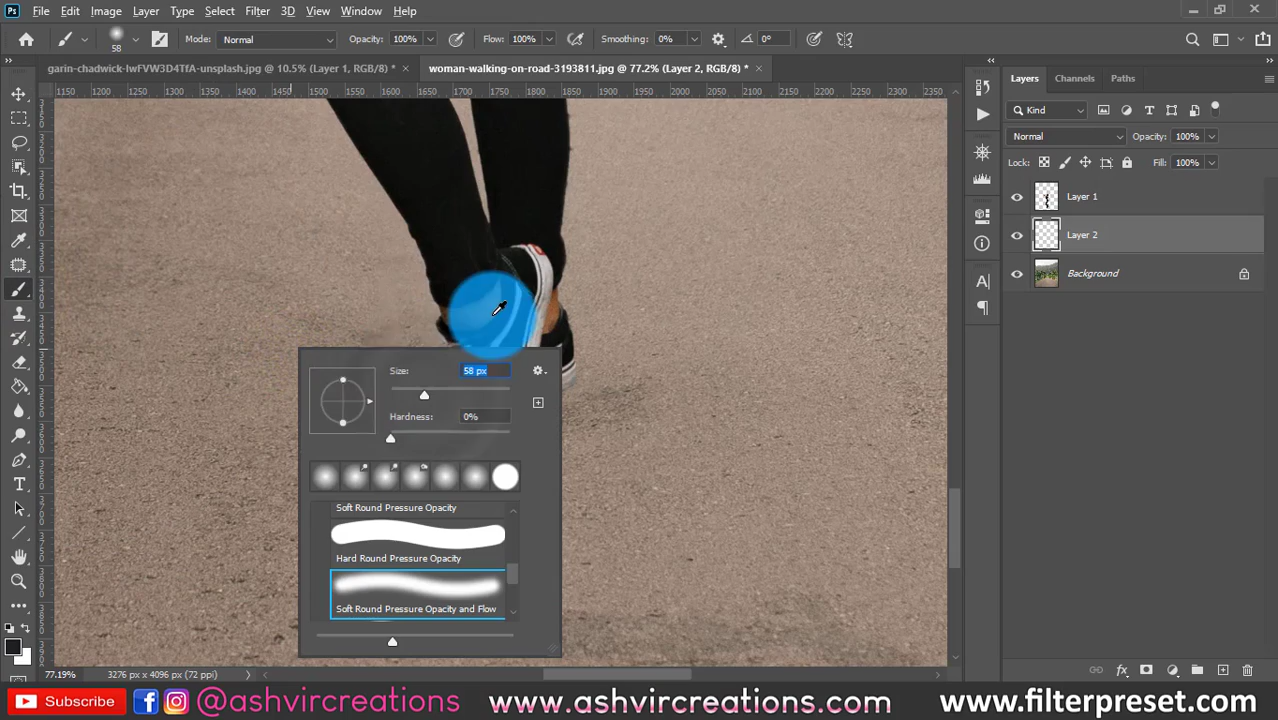 Ps File Edit Image Layer Type Select Filter 3D View Window Help
58 Mode: Normal Opacity: 100% Flow: 100% Smoothing: 0% 0°
garin-chadwick-IwFVW3D4TfA-unsplash.jpg @ 10.5% (Layer 1, RGB/8) * × woman-walking-on-road-3193811.jpg @ 77.2% (Layer 2, RGB/8) * ×
1150 1200 1250 1300 1350 1400 1450 1500 1550 1600 1650 1700 1750 1800 1850 1900 1950 2000 2050 2100 2150 2200 2250 2300 2350
Layers Channels Paths
Kind
Normal Opacity: 100%
Lock: Fill: 100%
Layer 1
Layer 2
Background
Size: 58 px
Hardness: 0%
Soft Round Pressure Opacity
Hard Round Pressure Opacity
Soft Round Pressure Opacity and Flow
77.19% 3276 px x 4096 px (72 ppi)
Subscribe @ashvircreations www.ashvircreations.com www.filterpreset.com